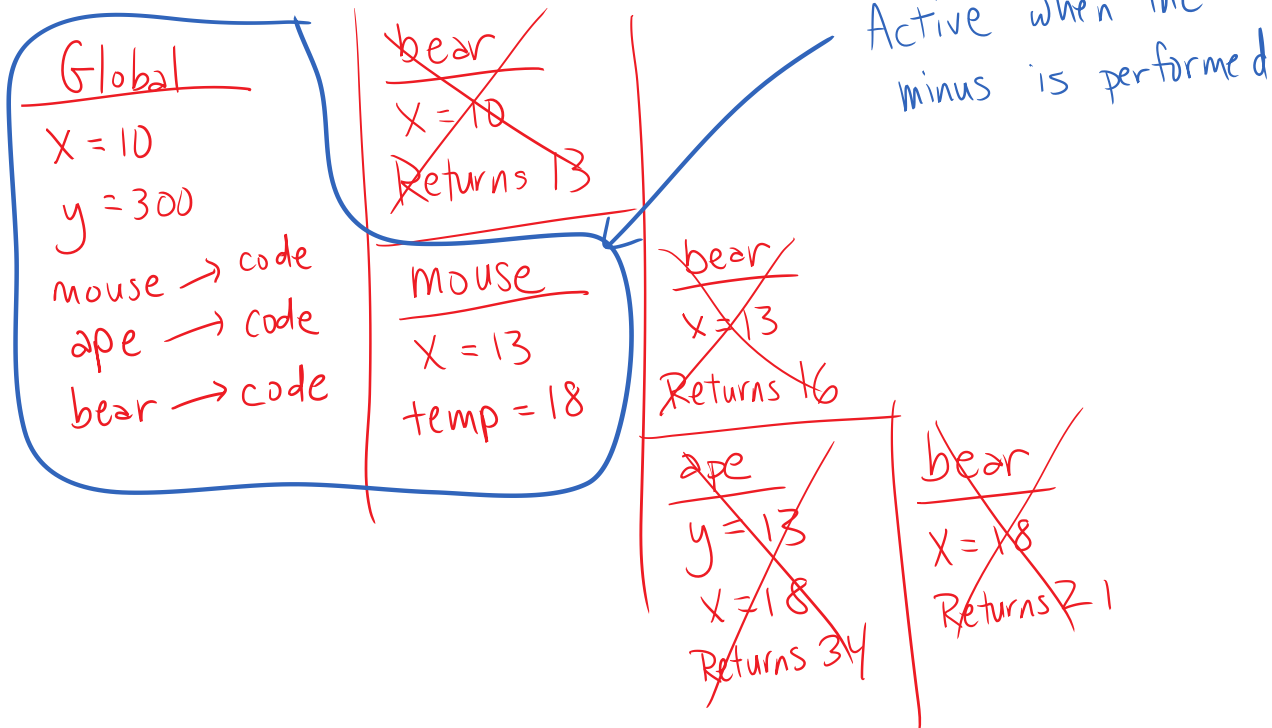 Global
x = 10
y = 300
mouse → code
ape → code
bear → code
bear
x = 10
Returns 13
mouse
x = 13
temp = 18
bear
x = 13
Returns 16
ape
y = 13
x = 18
Returns 34
bear
x = 18
Returns 21
Active when the
minus is performed